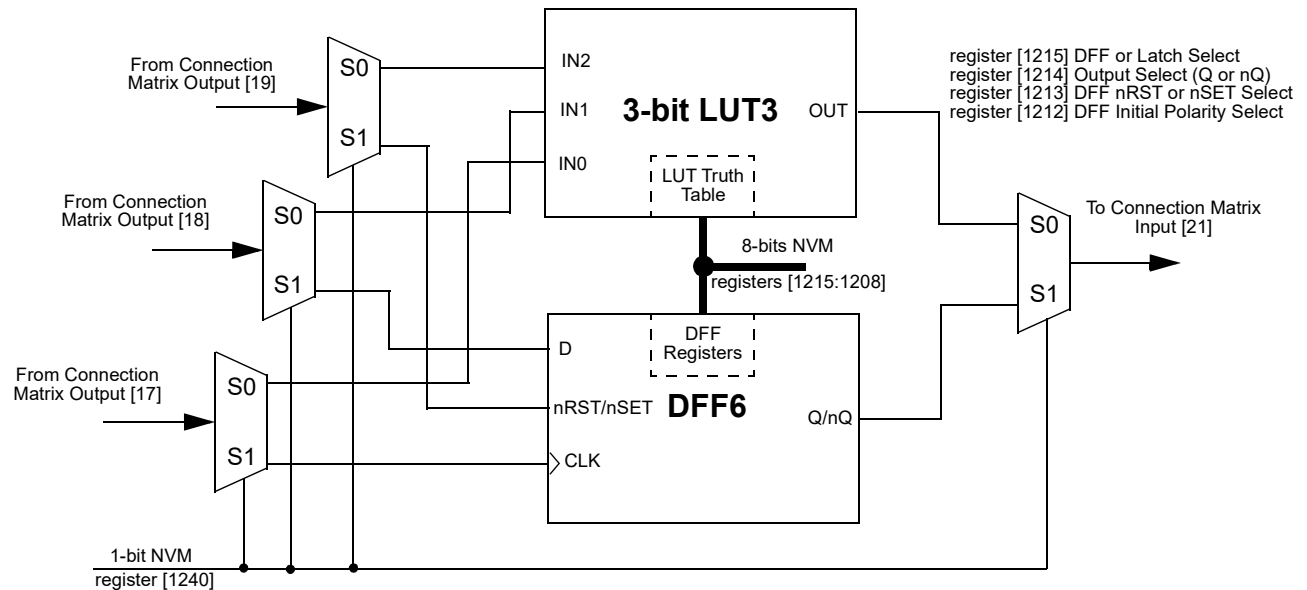 From Connection
Matrix Output [19]
S0
S1
IN2
IN1
IN0
3-bit LUT3
OUT
LUT Truth
Table
register [1215] DFF or Latch Select
register [1214] Output Select (Q or nQ)
register [1213] DFF nRST or nSET Select
register [1212] DFF Initial Polarity Select
From Connection
Matrix Output [18]
S0
S1
8-bits NVM
registers [1215:1208]
S0
S1
To Connection Matrix
Input [21]
From Connection
Matrix Output [17]
S0
S1
D
nRST/nSET
CLK
DFF
Registers
DFF6
Q/nQ
1-bit NVM
register [1240]